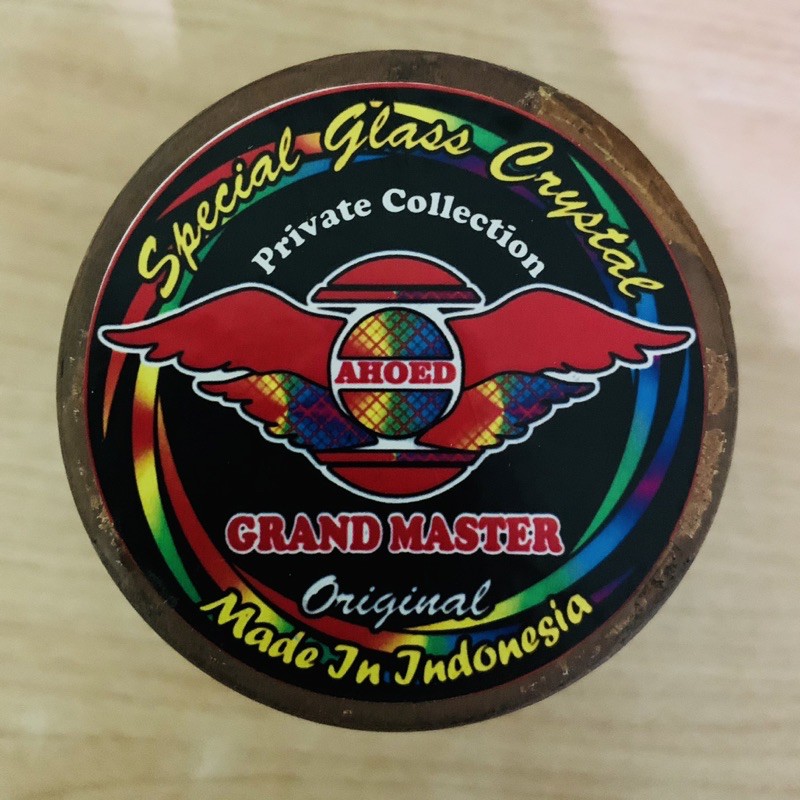 Special Glass Crystal
Private Collection
AHOED
GRAND MASTER
Original
Made In Indonesia